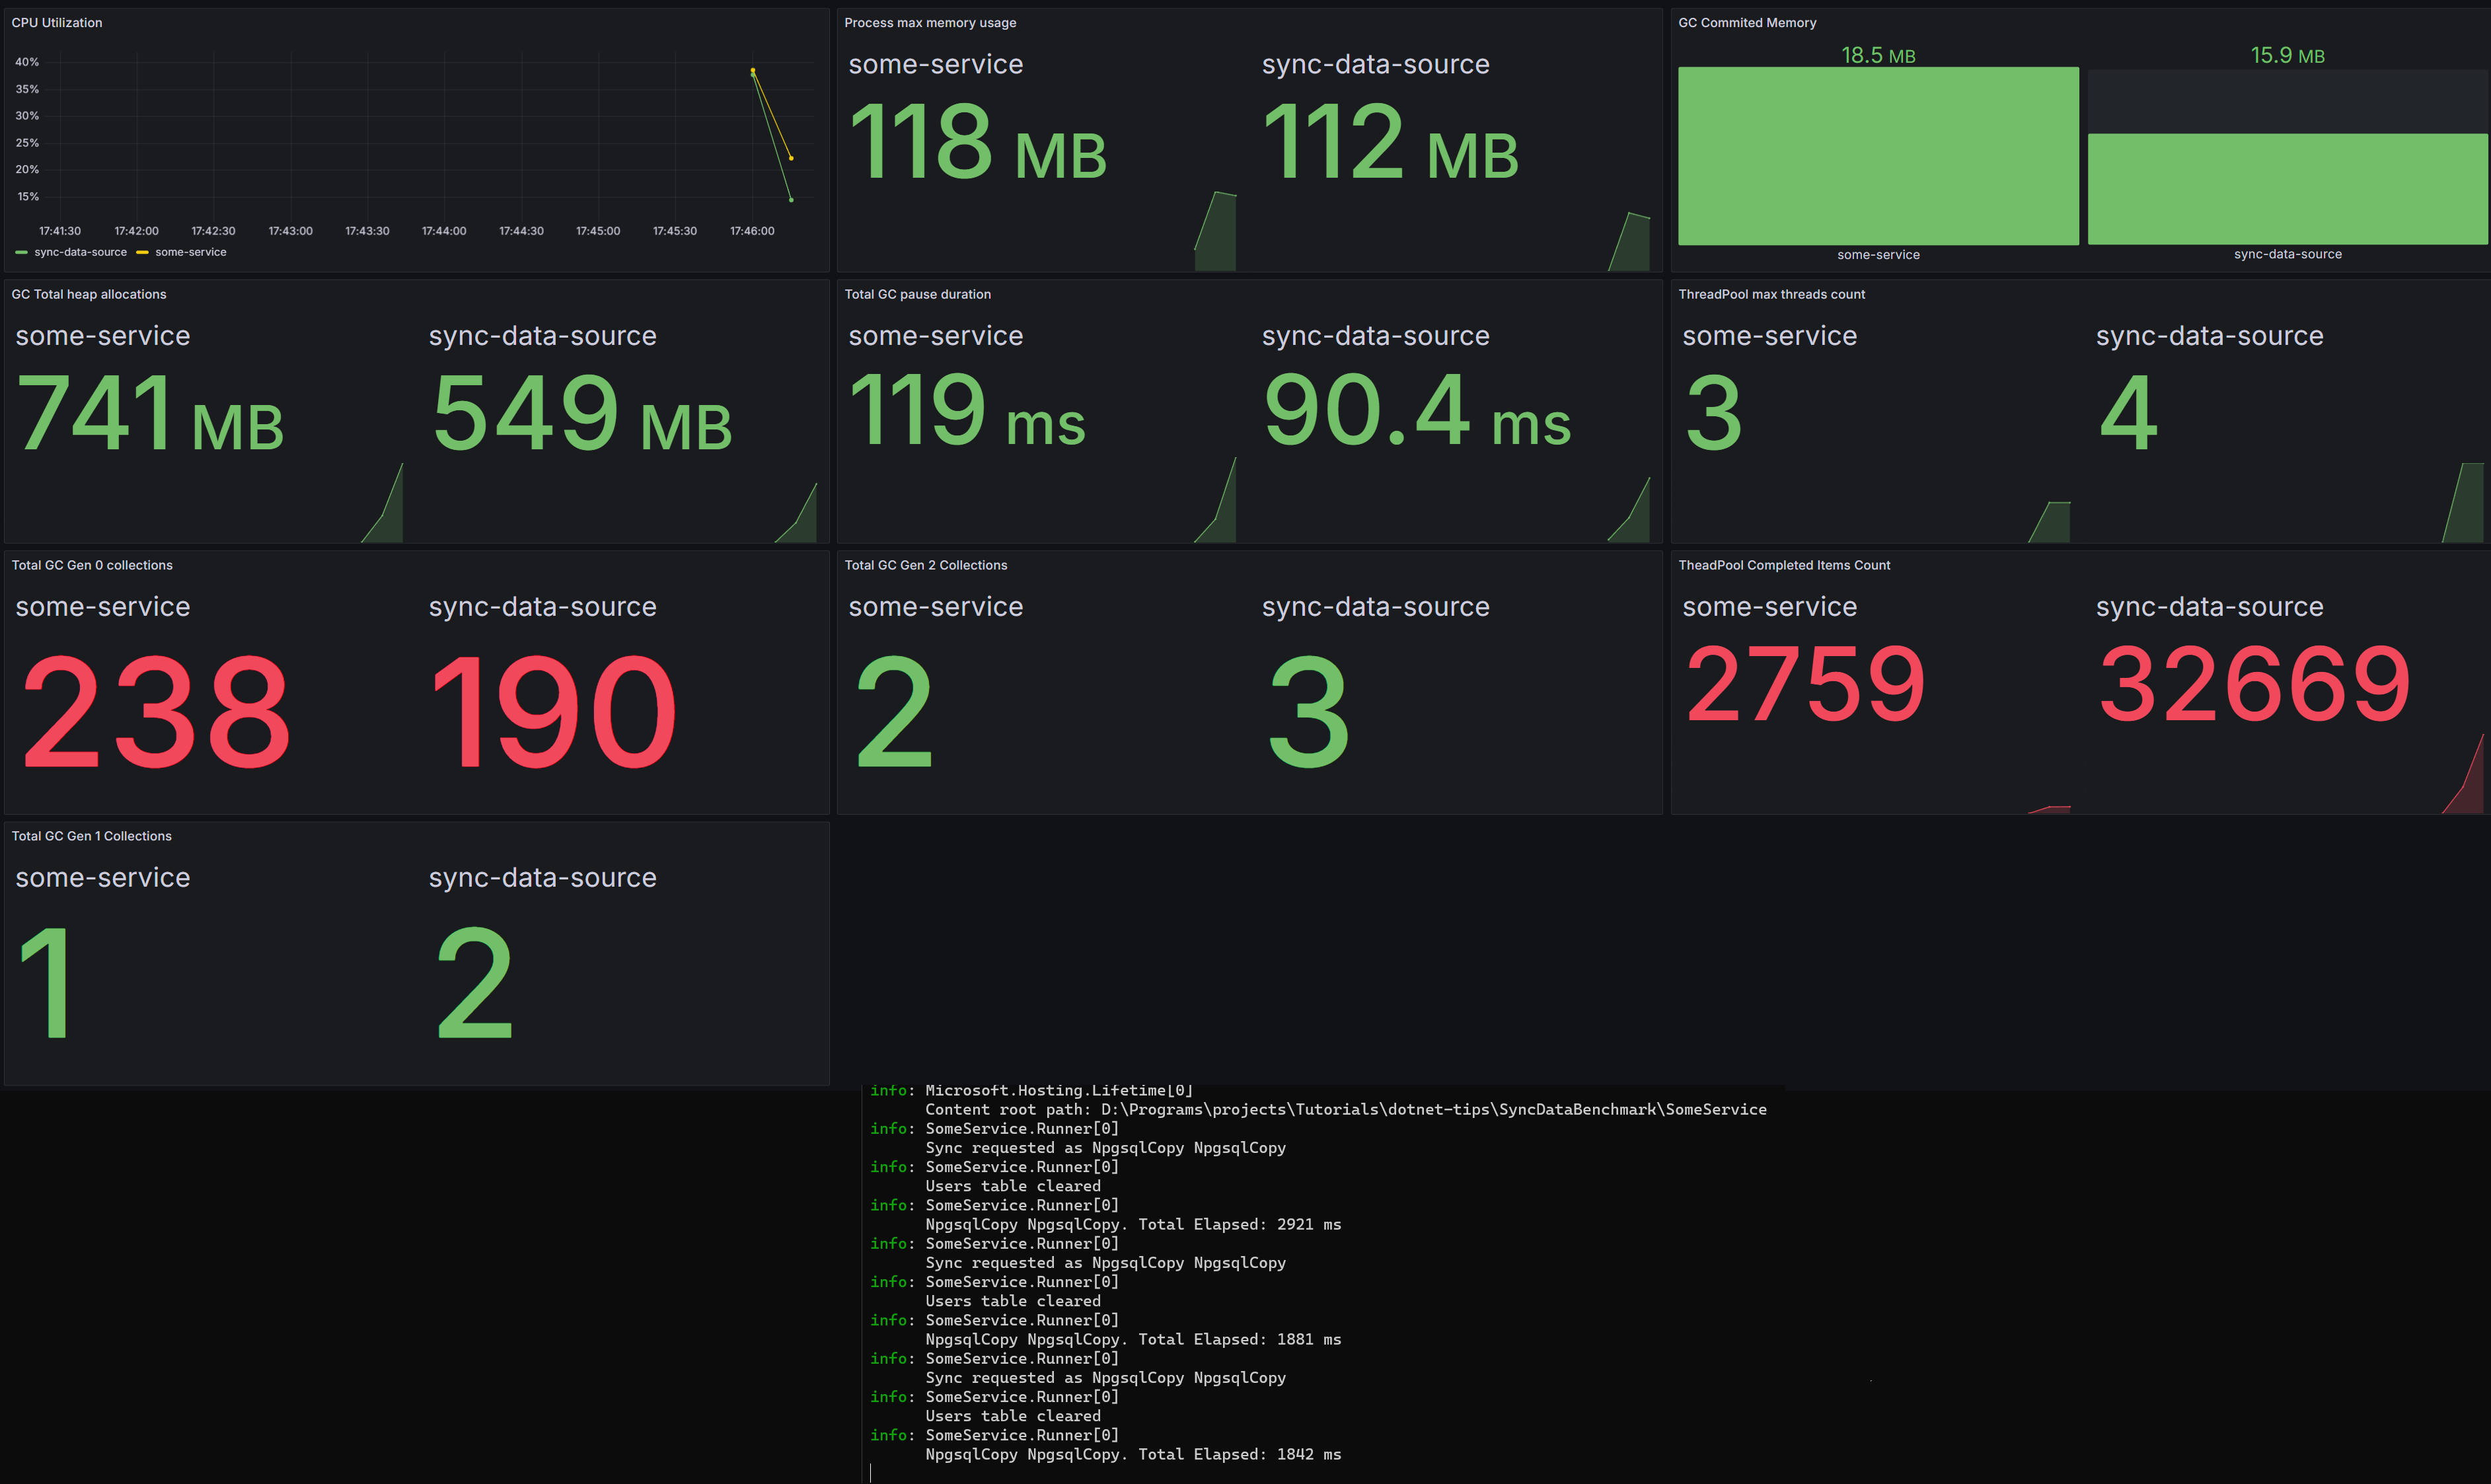 CPU Utilization
40%
35%
30%
25%
20%
15%
17:41:30 17:42:00 17:42:30 17:43:00 17:43:30 17:44:00 17:44:30 17:45:00 17:45:30 17:46:00
sync-data-source some-service
Process max memory usage
some-service sync-data-source
118 MB 112 MB
GC Commited Memory
18.5 MB 15.9 MB
some-service sync-data-source
GC Total heap allocations
some-service sync-data-source
741 MB 549 MB
Total GC pause duration
some-service sync-data-source
119 ms 90.4 ms
ThreadPool max threads count
some-service sync-data-source
3 4
Total GC Gen 0 collections
some-service sync-data-source
238 190
Total GC Gen 2 Collections
some-service sync-data-source
2 3
TheadPool Completed Items Count
some-service sync-data-source
2759 32669
Total GC Gen 1 Collections
some-service sync-data-source
1 2
info: Microsoft.Hosting.Lifetime[0]
Content root path: D:\Programs\projects\Tutorials\dotnet-tips\SyncDataBenchmark\SomeService
info: SomeService.Runner[0]
Sync requested as NpgsqlCopy NpgsqlCopy
info: SomeService.Runner[0]
Users table cleared
info: SomeService.Runner[0]
NpgsqlCopy NpgsqlCopy. Total Elapsed: 2921 ms
info: SomeService.Runner[0]
Sync requested as NpgsqlCopy NpgsqlCopy
info: SomeService.Runner[0]
Users table cleared
info: SomeService.Runner[0]
NpgsqlCopy NpgsqlCopy. Total Elapsed: 1881 ms
info: SomeService.Runner[0]
Sync requested as NpgsqlCopy NpgsqlCopy
info: SomeService.Runner[0]
Users table cleared
info: SomeService.Runner[0]
NpgsqlCopy NpgsqlCopy. Total Elapsed: 1842 ms